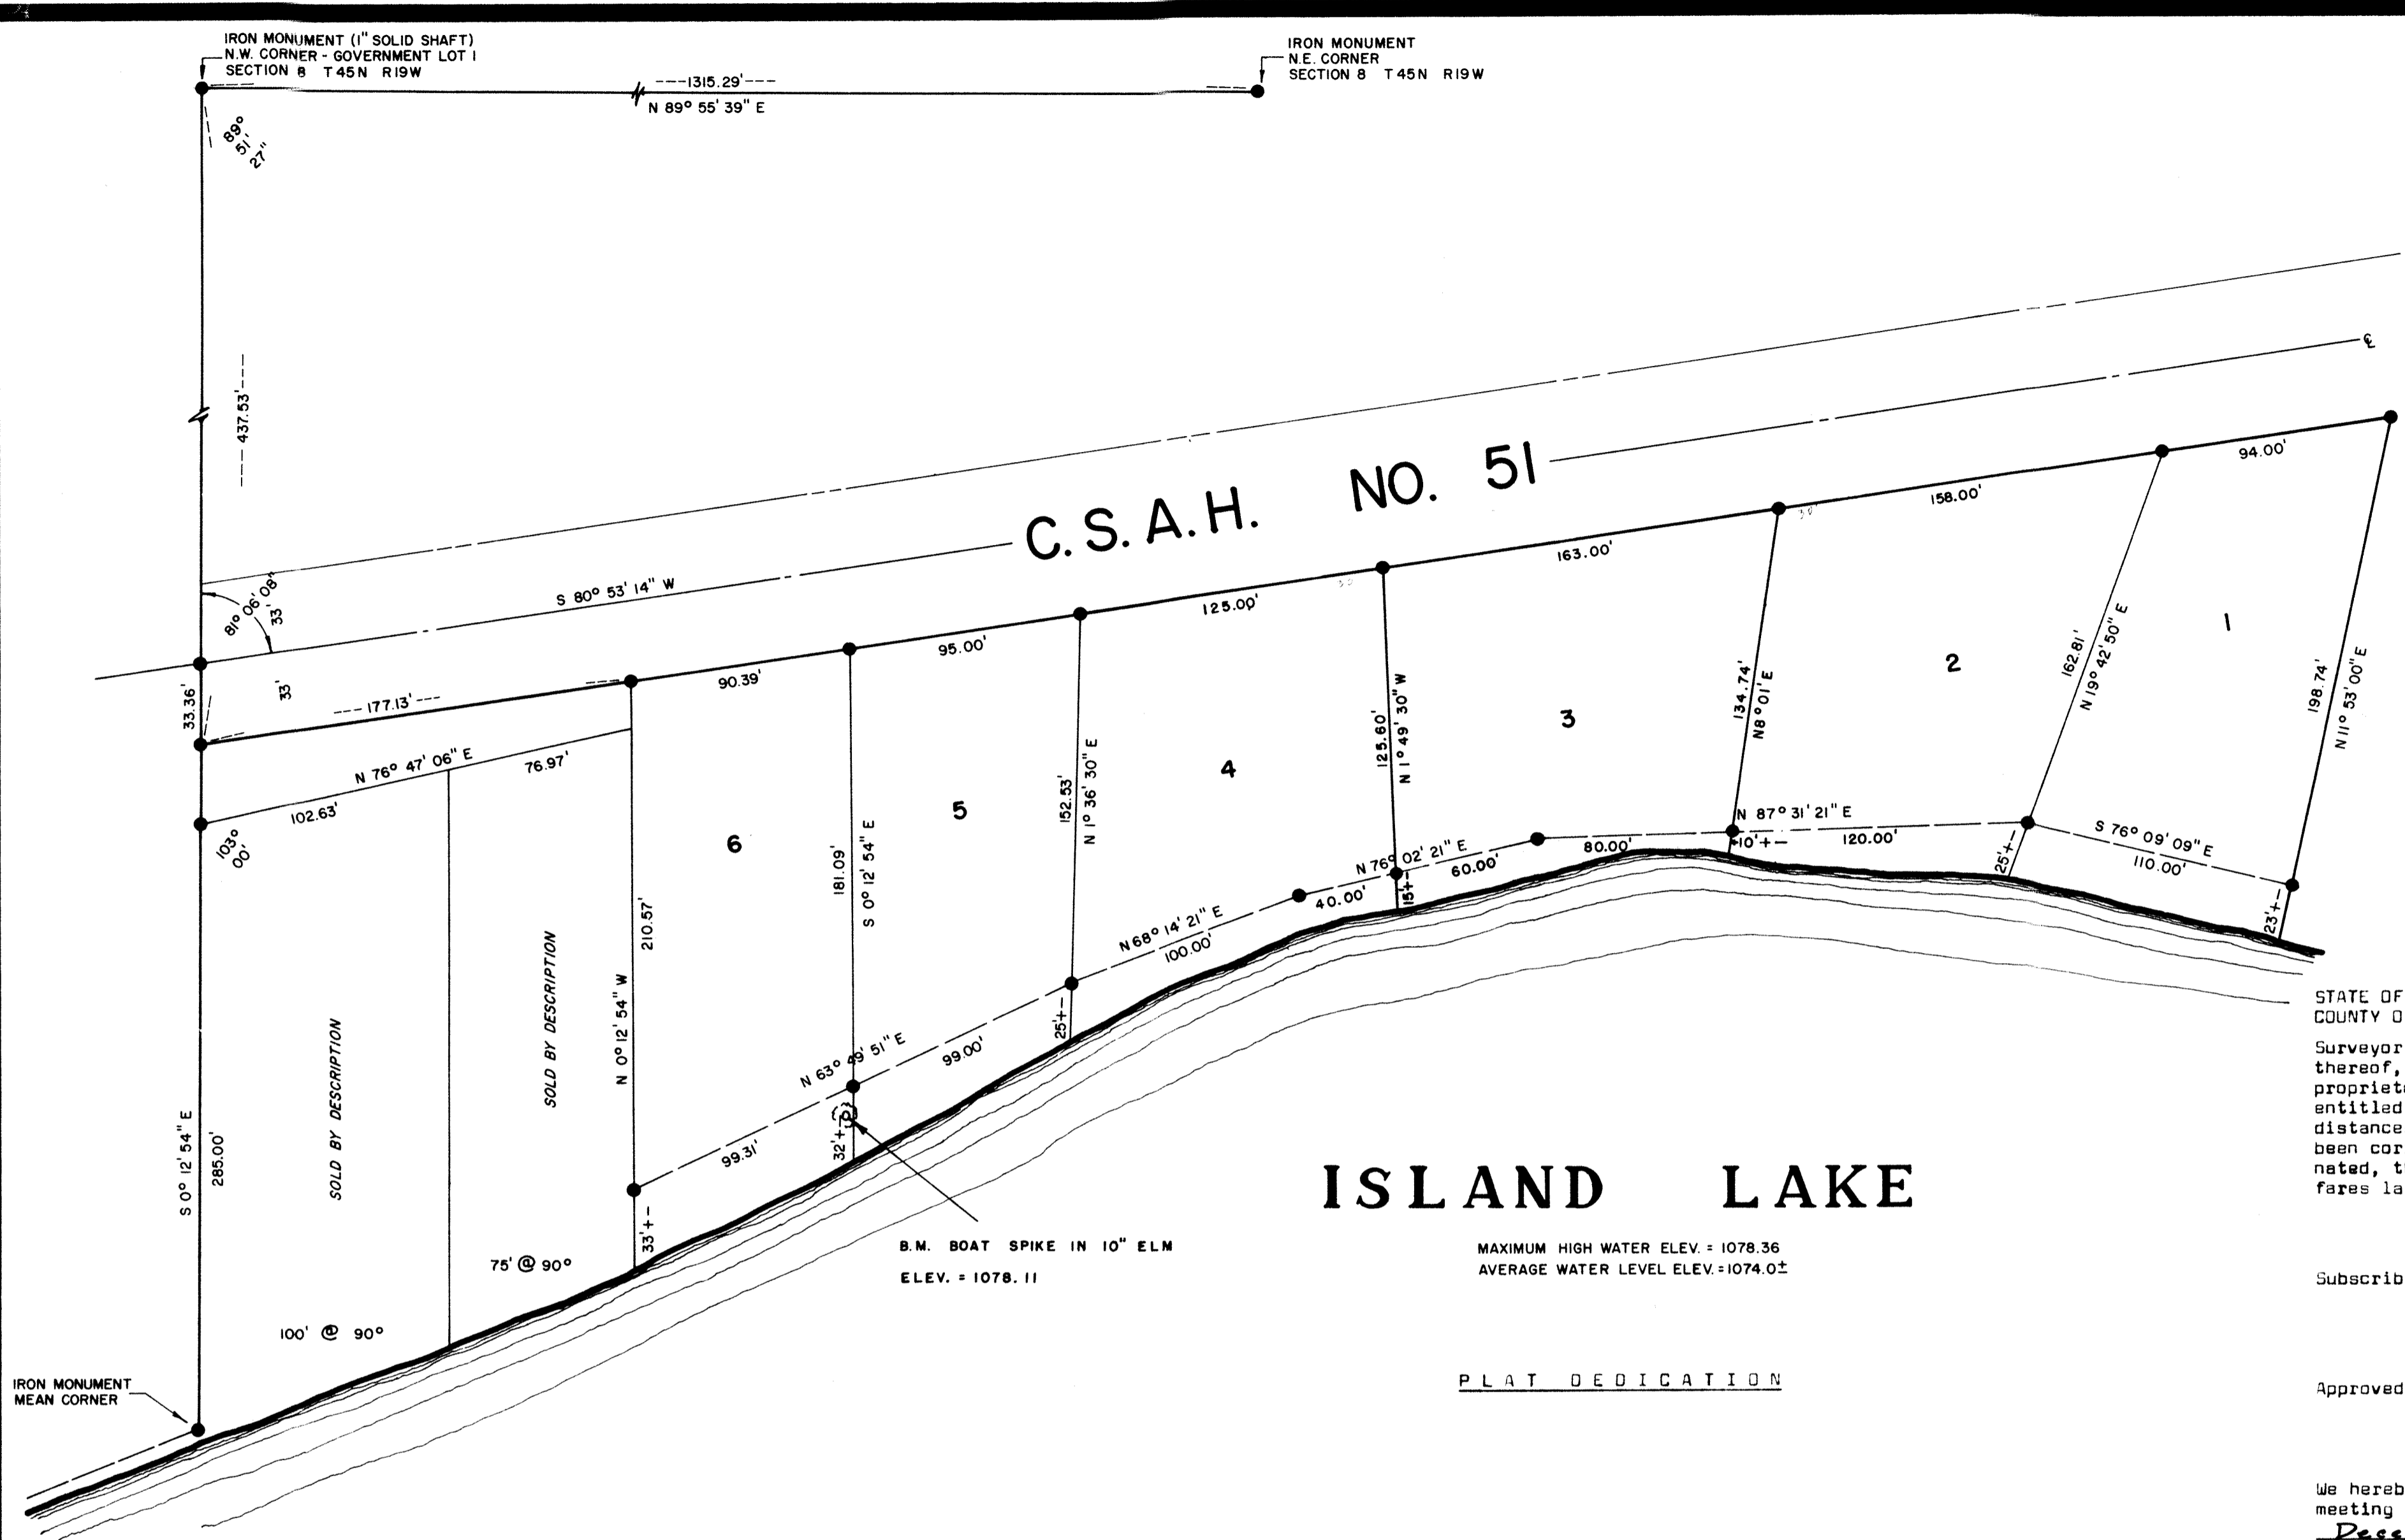 IRON MONUMENT (1" SOLID SHAFT)
N.W. CORNER - GOVERNMENT LOT 1
SECTION 8 T45N R19W
IRON MONUMENT
N.E. CORNER
SECTION 8 T45N R19W
---1315.29'---
N 89° 55' 39" E
89°
51'
27"
---437.53'---
C.S.A.H. NO. 51
S 80° 53' 14" W
81° 06' 08"
33'
33'
33.36'
---177.13'---
90.39'
95.00'
125.00'
163.00'
158.00'
94.00'
N 76° 47' 06" E
102.63'
76.97'
103°
00'
6
5
4
3
2
1
210.57'
N 0° 12' 54" W
181.09'
S 0° 12' 54" E
152.53'
N 1° 36' 30" E
125.60'
N 1° 49' 30" W
134.74'
N8° 01' E
162.81'
N 19° 42' 50" E
198.74'
N 11° 53' 00" E
N 63° 49' 51" E
99.31'
99.00'
N 68° 14' 21" E
100.00'
N 76° 02' 21" E
40.00'
60.00'
80.00'
N 87° 31' 21" E
120.00'
S 76° 09' 09" E
110.00'
33'+-
32'+-
25'+-
15'+-
10'+-
25'+-
23'+-
S 0° 12' 54" E
285.00'
SOLD BY DESCRIPTION
SOLD BY DESCRIPTION
75' @ 90°
100' @ 90°
IRON MONUMENT
MEAN CORNER
B.M. BOAT SPIKE IN 10" ELM
ELEV. = 1078.11
ISLAND LAKE
MAXIMUM HIGH WATER ELEV. = 1078.36
AVERAGE WATER LEVEL ELEV.=1074.0±
PLAT DEDICATION
STATE OF
COUNTY O
Surveyor
thereof,
propriet
entitled
distance
been cor
nated, t
fares la
Subscrib
Approved
We hereb
meeting
Dece